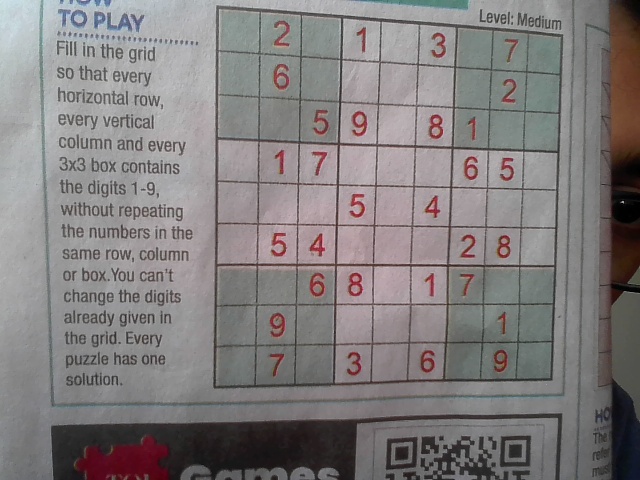 HOW
TO PLAY
Level: Medium
Fill in the grid
so that every
horizontal row,
every vertical
column and every
3x3 box contains
the digits 1-9,
without repeating
the numbers in the
same row, column
or box.You can't
change the digits
already given in
the grid. Every
puzzle has one
solution.
2 1 3 7
6 2
5 9 8 1
1 7 6 5
5 4
5 4 2 8
6 8 1 7
9 1
7 3 6 9
TOI
Games
HO
The